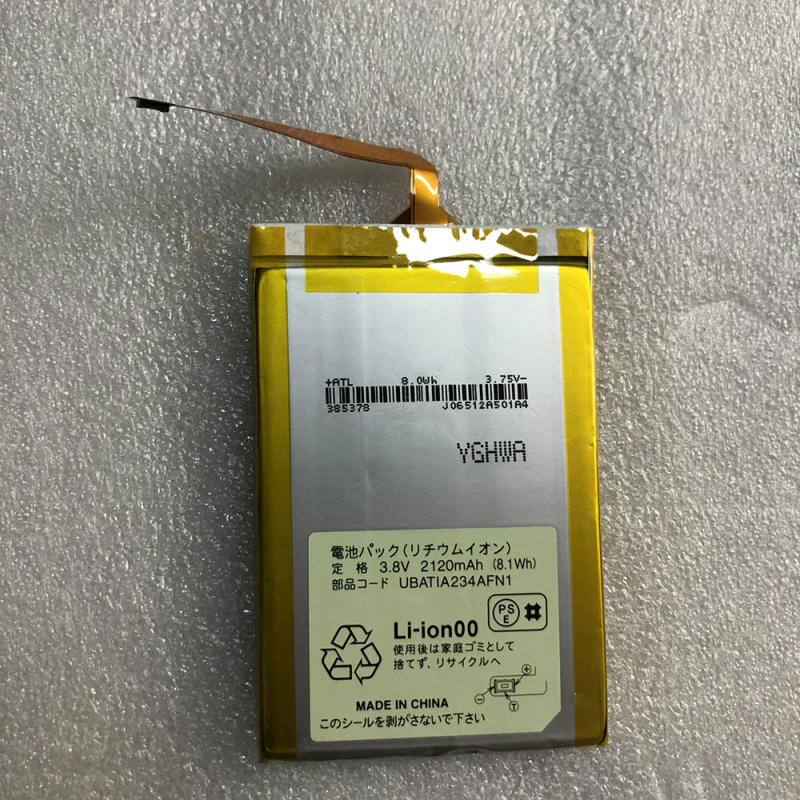 +ATL 8.0Wh 3.75V-
385378 J06512A501A4
YGHWA
電池パック(リチウムイオン)
定 格 3.8V 2120mAh (8.1Wh)
部品コード UBATIA234AFN1
PS
E
Li-ion00
使用後は家庭ゴミとして
捨てず、リサイクルへ
+
- T
MADE IN CHINA
このシールを剥がさないで下さい